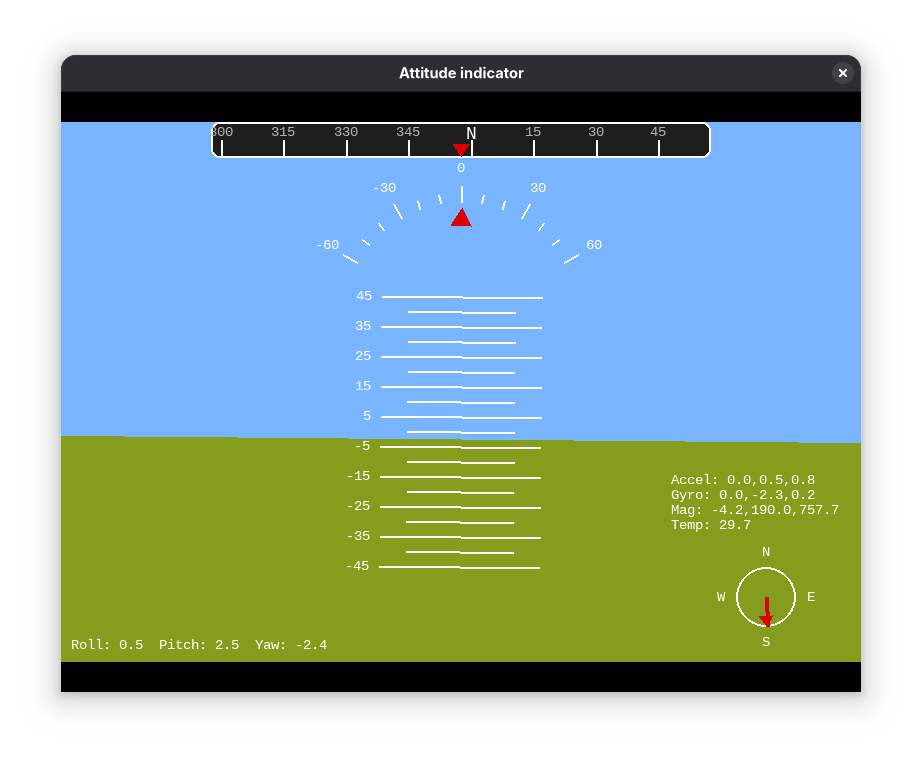 Attitude indicator
300 315 330 345 N 15 30 45
0
-30 30
-60 60
45
35
25
15
5
-5
-15
-25
-35
-45
Accel: 0.0,0.5,0.8
Gyro: 0.0,-2.3,0.2
Mag: -4.2,190.0,757.7
Temp: 29.7
N
W E
S
Roll: 0.5 Pitch: 2.5 Yaw: -2.4